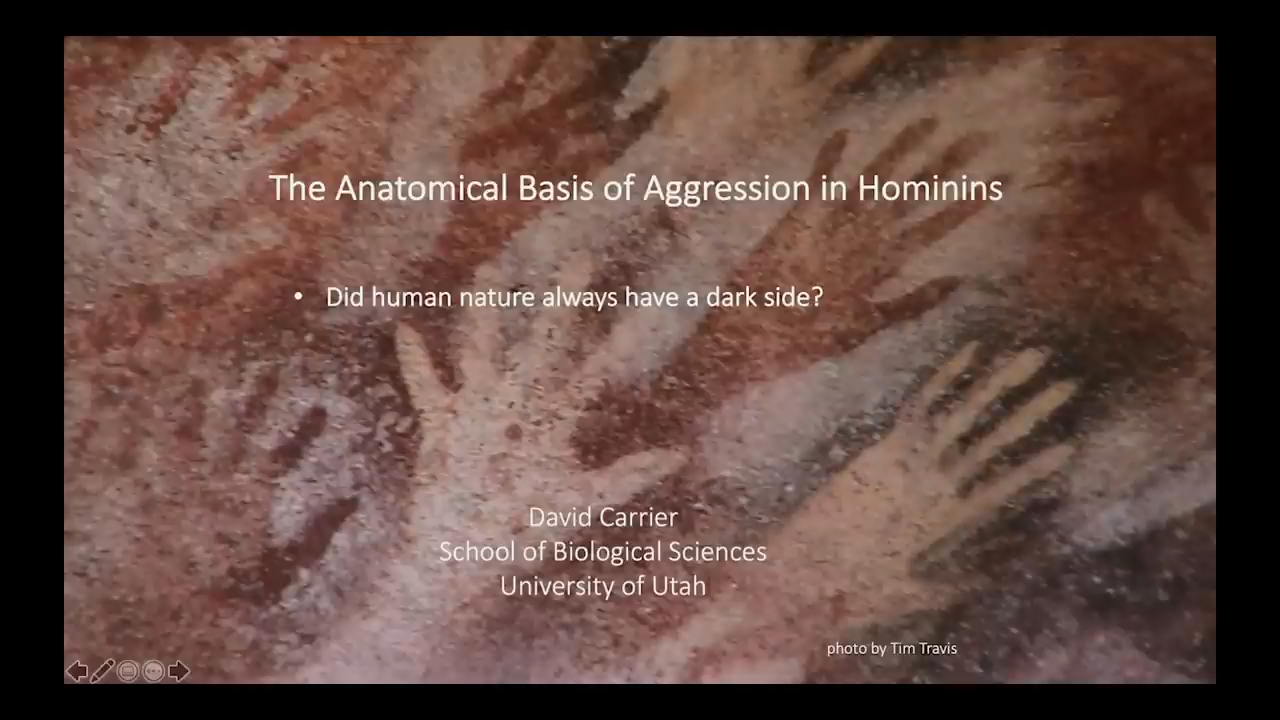 The Anatomical Basis of Aggression in Hominins
• Did human nature always have a dark side?
David Carrier
School of Biological Sciences
University of Utah
photo by Tim Travis